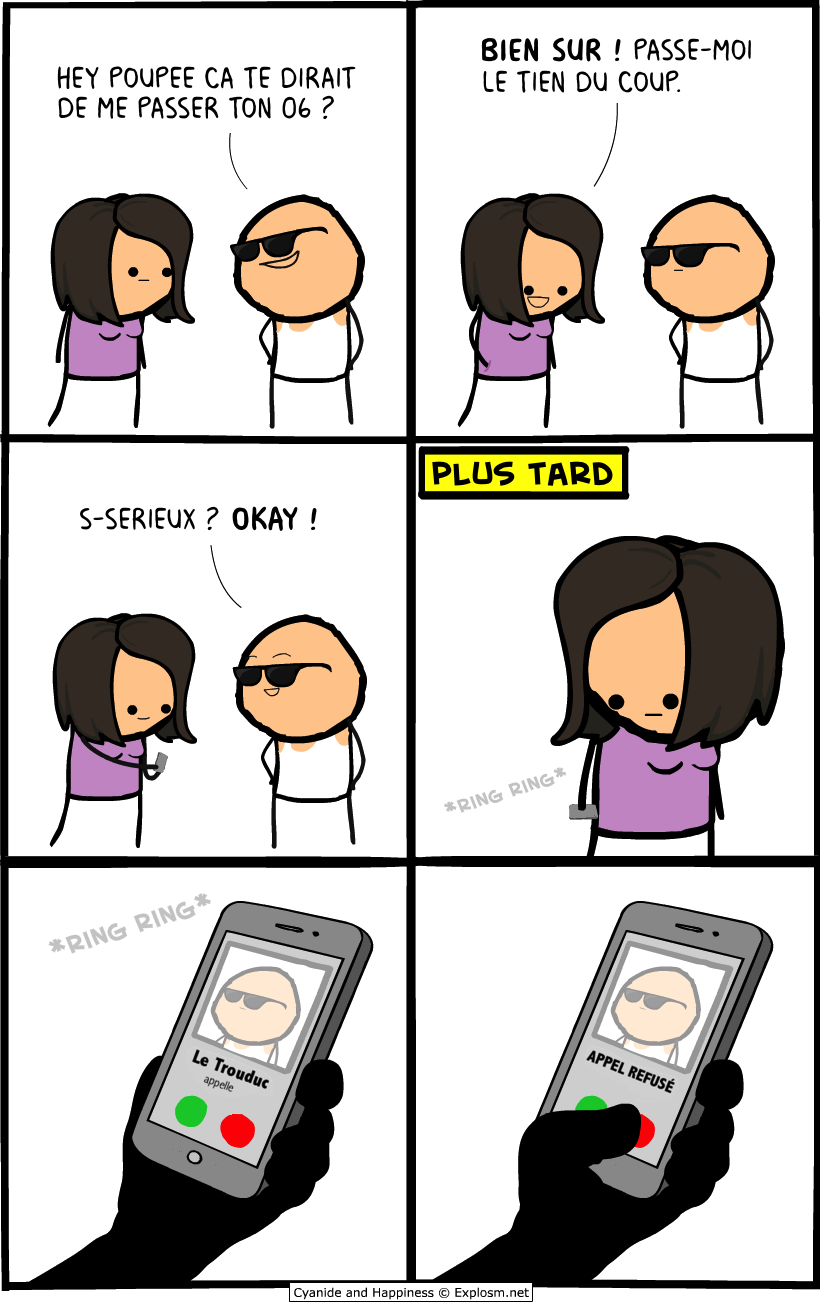 HEY POUPEE CA TE DIRAIT
DE ME PASSER TON 06 ?
BIEN SUR ! PASSE-MOI
LE TIEN DU COUP.
S-SERIEUX ? OKAY !
PLUS TARD
*RING RING*
*RING RING*
Le Trouduc
appelle
APPEL REFUSÉ
Cyanide and Happiness © Explosm.net